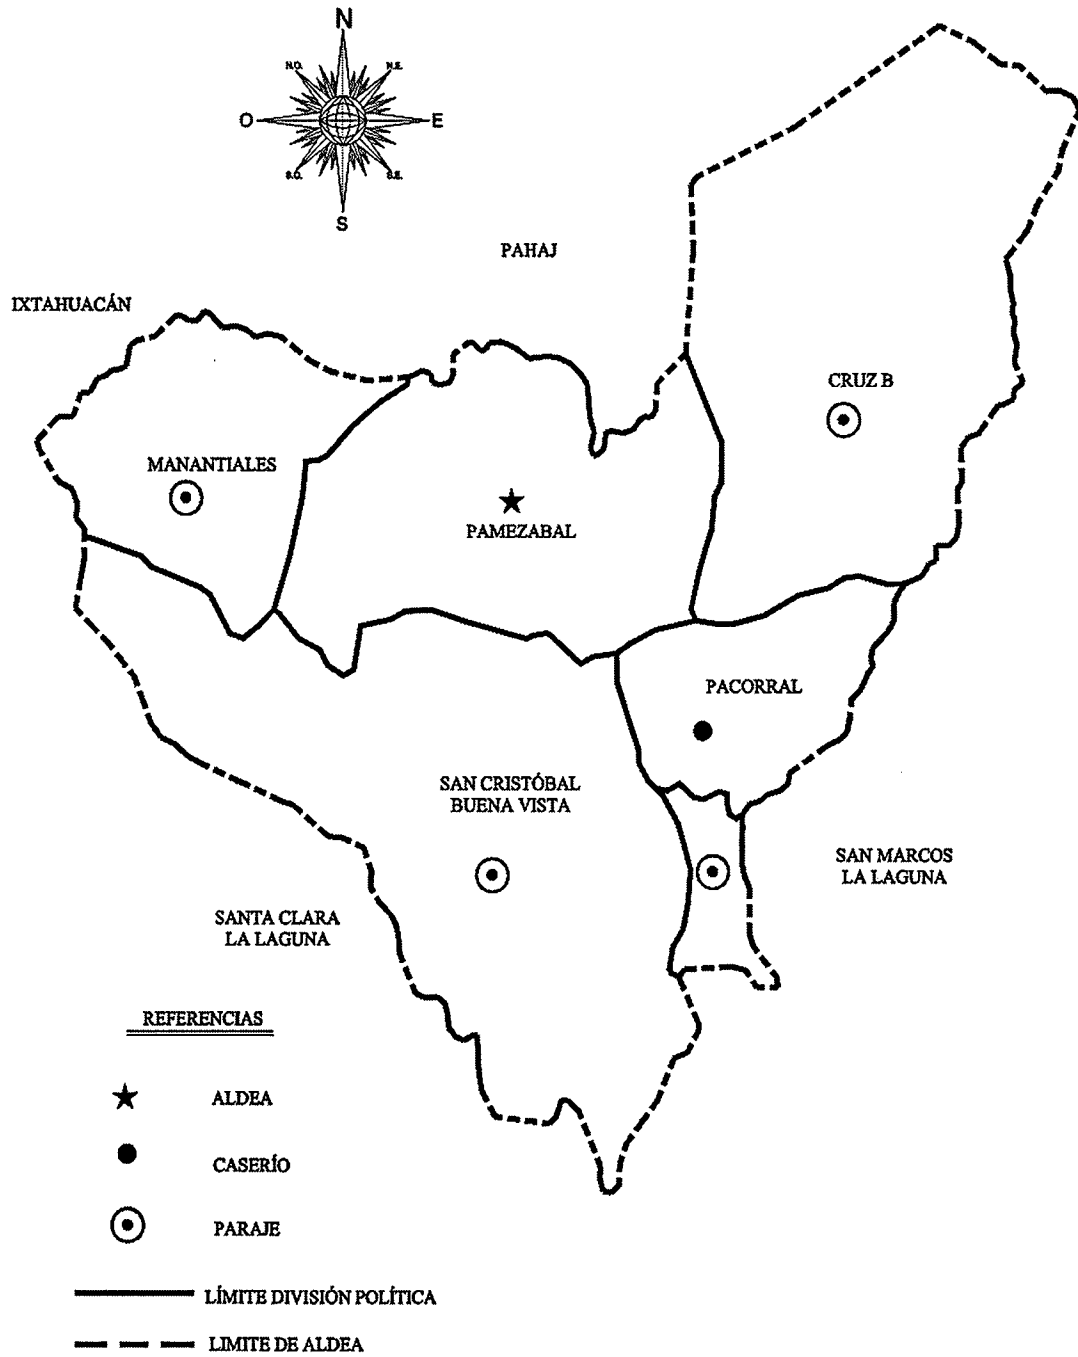 N
N.O.
N.E.
O
E
S.O.
S.E.
S
PAHAJ
IXTAHUACÁN
CRUZ B
MANANTIALES
PAMEZABAL
PACORRAL
SAN CRISTÓBAL
BUENA VISTA
SAN MARCOS
LA LAGUNA
SANTA CLARA
LA LAGUNA
REFERENCIAS
ALDEA
CASERÍO
PARAJE
LÍMITE DIVISIÓN POLÍTICA
LIMITE DE ALDEA